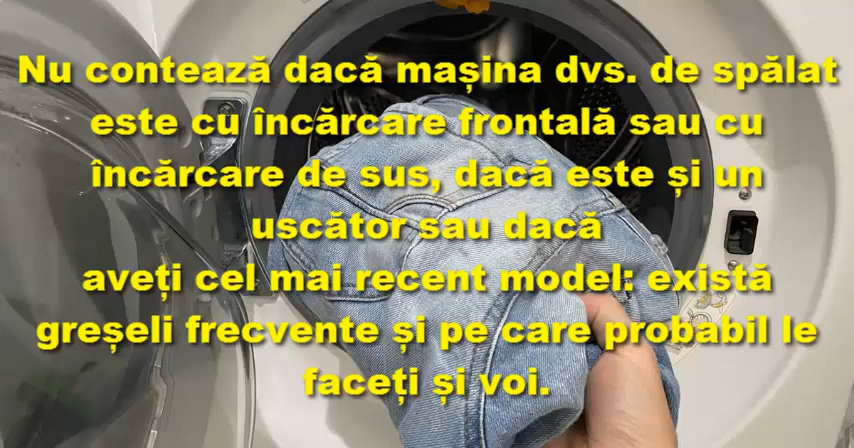 Nu contează dacă mașina dvs. de spălat
este cu încărcare frontală sau cu
încărcare de sus, dacă este și un
uscător sau dacă
aveți cel mai recent model: există
greșeli frecvente și pe care probabil le
faceți și voi.